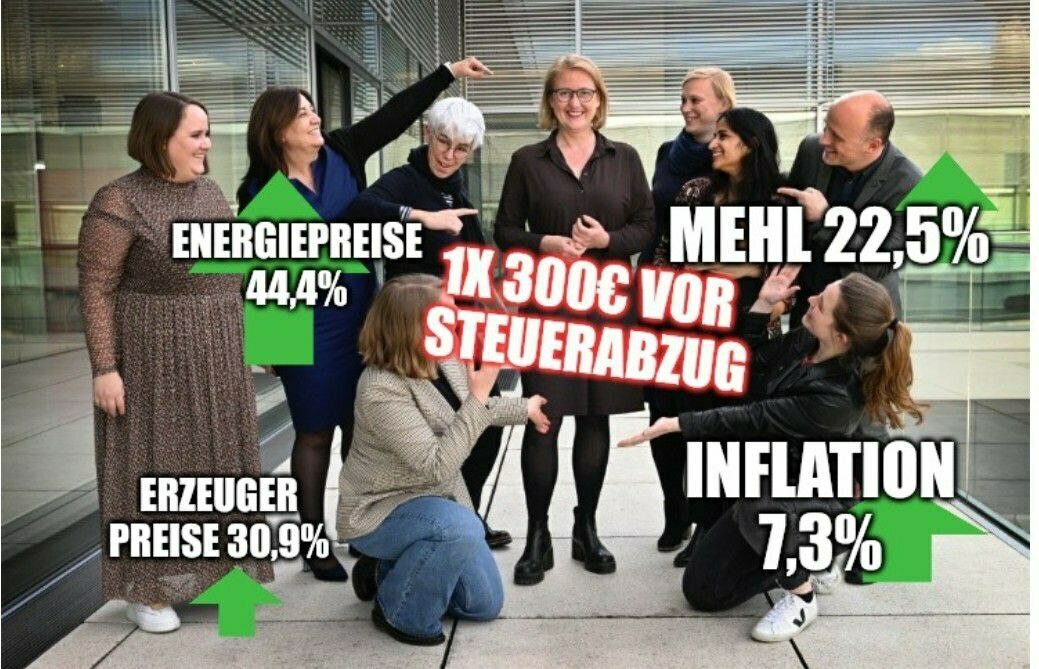 ENERGIEPREISE
44,4%
MEHL 22,5%
1X 300€ VOR
STEUERABZUG
ERZEUGER
PREISE 30,9%
INFLATION
7,3%